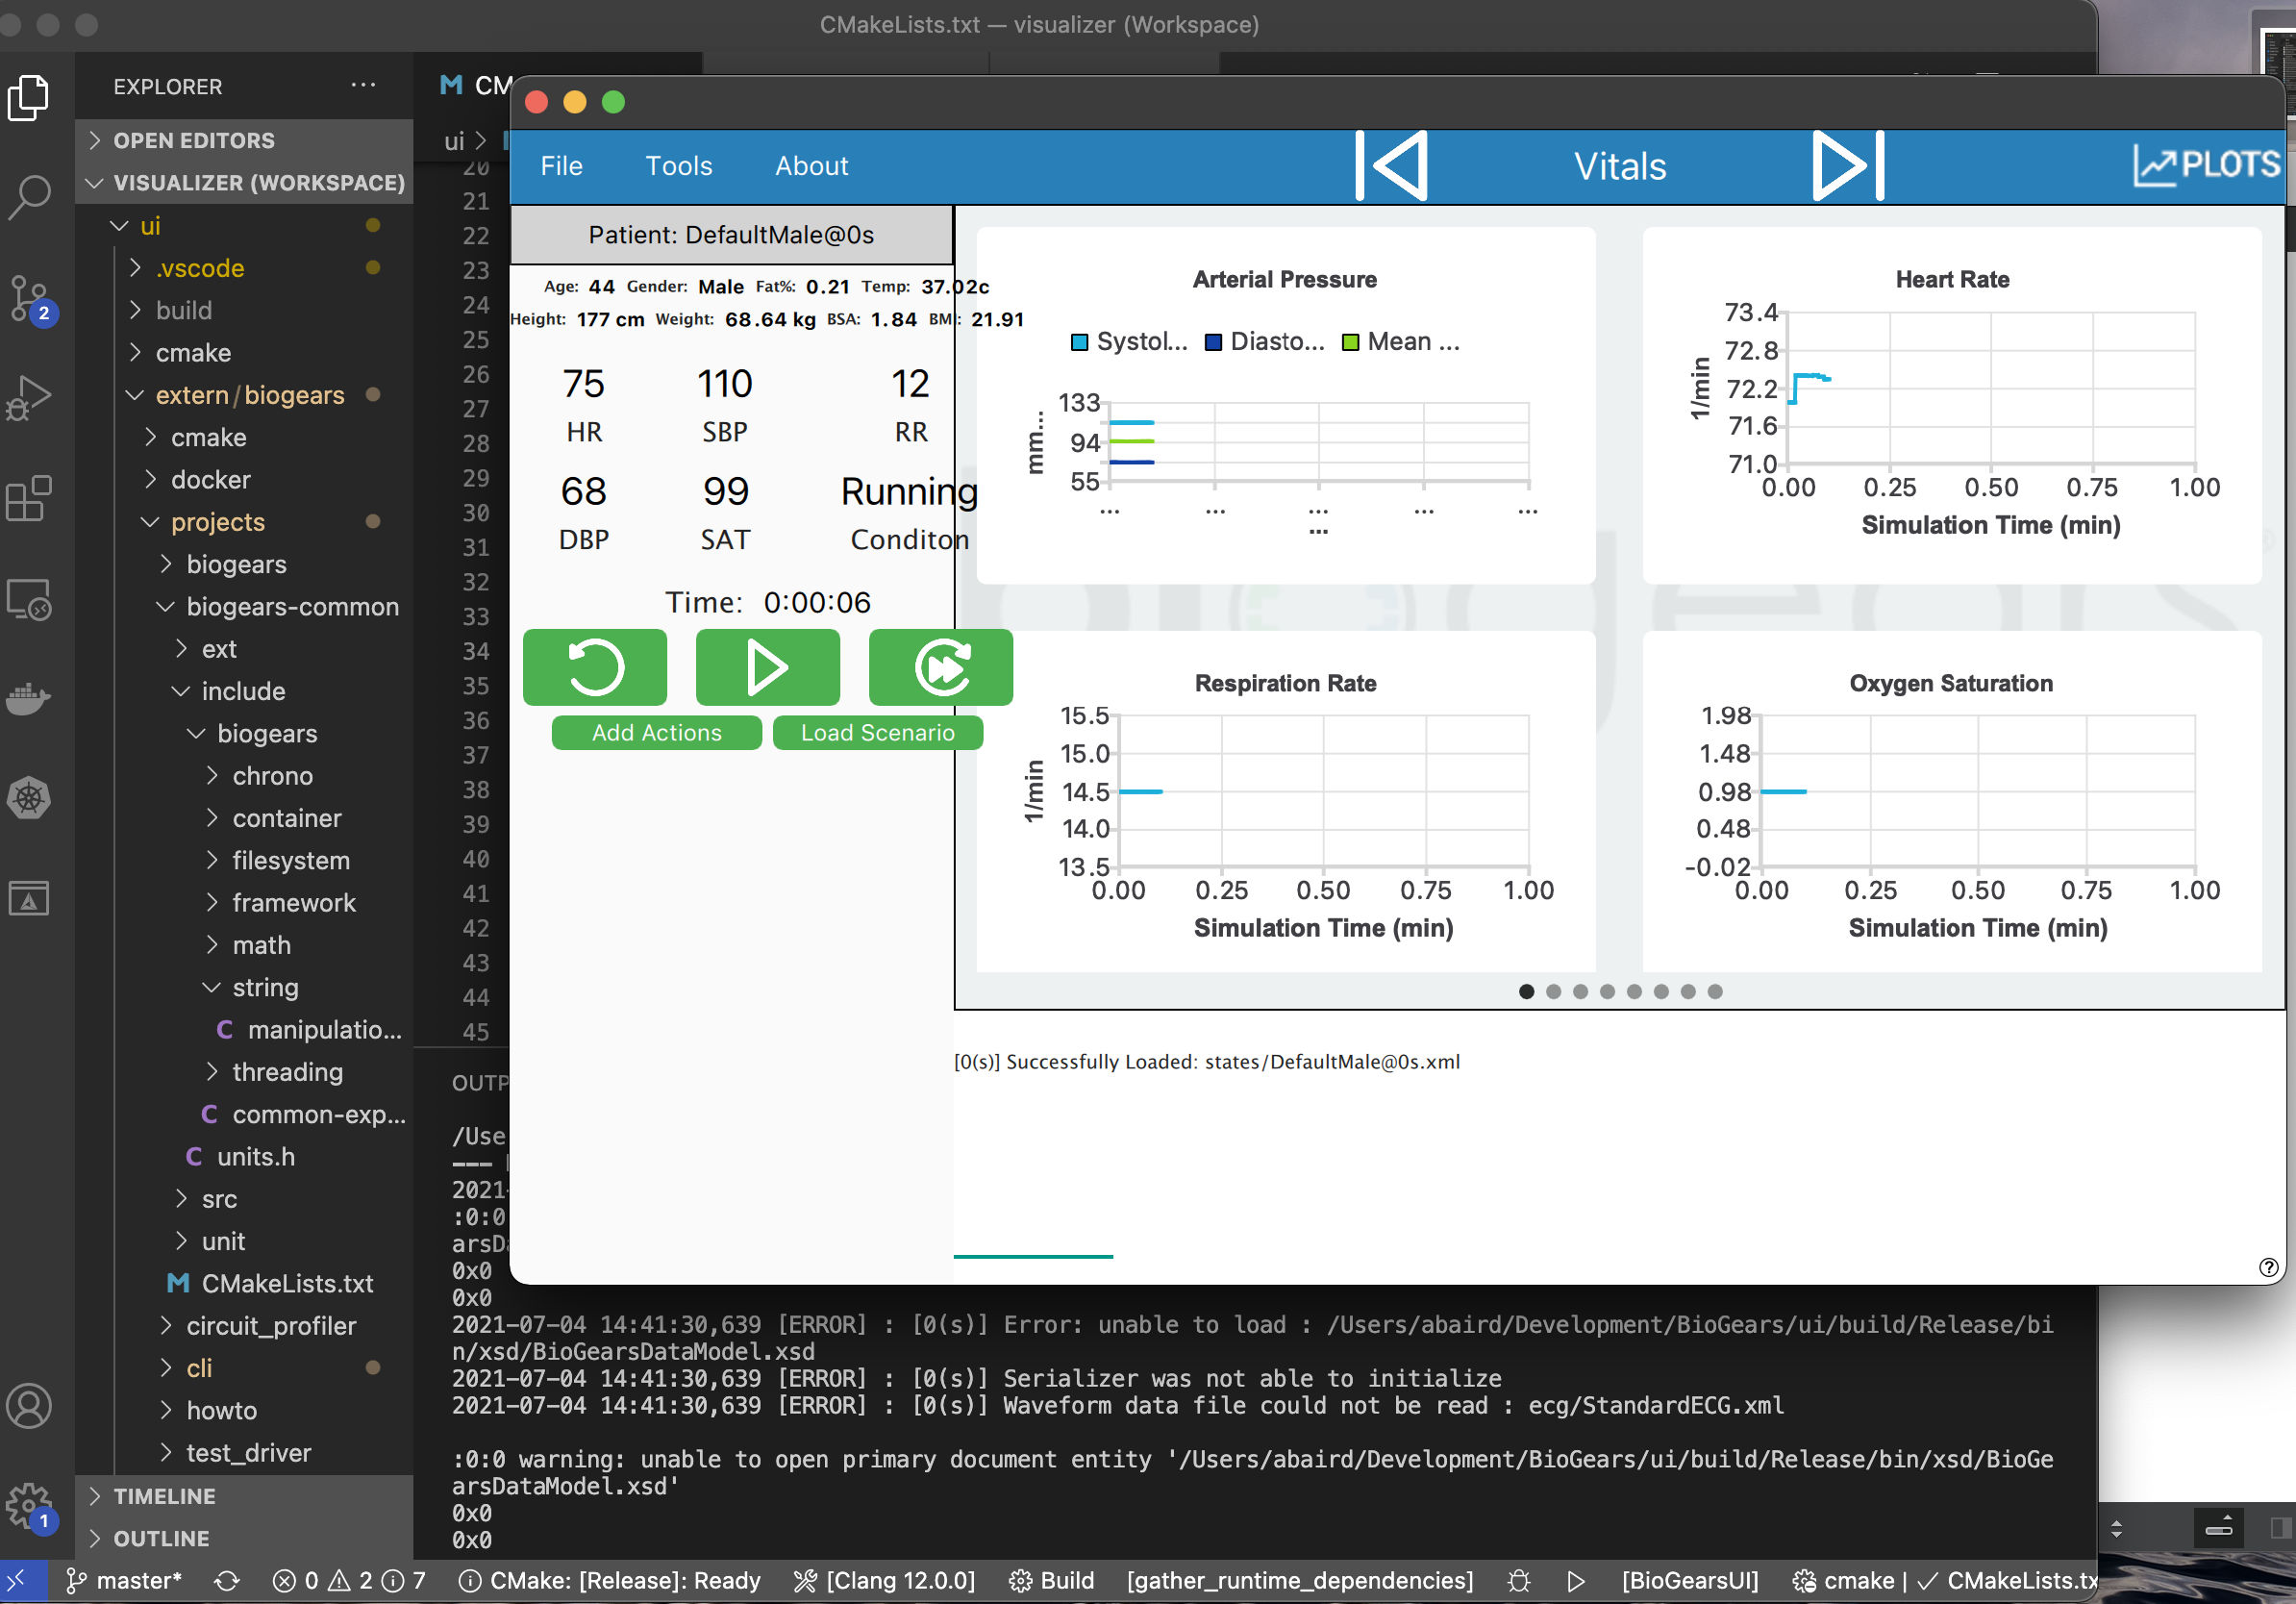 CMakeLists.txt — visualizer (Workspace)
EXPLORER
OPEN EDITORS
VISUALIZER (WORKSPACE)
ui
.vscode
build
cmake
extern/biogears
cmake
docker
projects
biogears
biogears-common
ext
include
biogears
chrono
container
filesystem
framework
math
string
C manipulatio...
threading
C common-exp...
C units.h
src
unit
M CMakeLists.txt
circuit_profiler
cli
howto
test_driver
TIMELINE
OUTLINE
2
1
M CM
ui
20
21
22
23
24
25
26
27
28
29
30
31
32
33
34
35
36
37
38
39
40
41
42
43
44
45
File Tools About
Vitals
PLOTS
Patient: DefaultMale@0s
Age: 44 Gender: Male Fat%: 0.21 Temp: 37.02c
Height: 177 cm Weight: 68.64 kg BSA: 1.84 BMI: 21.91
75 110 12
HR SBP RR
68 99 Running
DBP SAT Conditon
Time: 0:00:06
Add Actions Load Scenario
Arterial Pressure
Systol... Diasto... Mean ...
mm...
133
94
55
... ... ... ... ...
...
Heart Rate
1/min
73.4
72.8
72.2
71.6
71.0
0.00 0.25 0.50 0.75 1.00
Simulation Time (min)
Respiration Rate
1/min
15.5
15.0
14.5
14.0
13.5
0.00 0.25 0.50 0.75 1.00
Simulation Time (min)
Oxygen Saturation
1.98
1.48
0.98
0.48
-0.02
0.00 0.25 0.50 0.75 1.00
Simulation Time (min)
biogears
[0(s)] Successfully Loaded: states/DefaultMale@0s.xml
?
OUTP
/Use
---
2021-
:0:0
arsD
0x0
0x0
2021-07-04 14:41:30,639 [ERROR] : [0(s)] Error: unable to load : /Users/abaird/Development/BioGears/ui/build/Release/bi
n/xsd/BioGearsDataModel.xsd
2021-07-04 14:41:30,639 [ERROR] : [0(s)] Serializer was not able to initialize
2021-07-04 14:41:30,639 [ERROR] : [0(s)] Waveform data file could not be read : ecg/StandardECG.xml
:0:0 warning: unable to open primary document entity '/Users/abaird/Development/BioGears/ui/build/Release/bin/xsd/BioGe
arsDataModel.xsd'
0x0
0x0
master* 0 2 7 CMake: [Release]: Ready [Clang 12.0.0] Build [gather_runtime_dependencies] [BioGearsUI] cmake | CMakeLists.tx